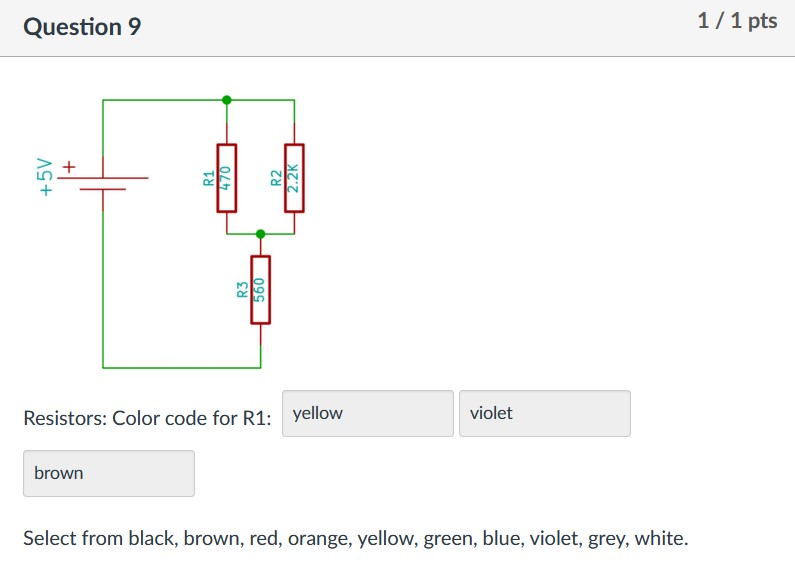 Question 9
1 / 1 pts
+5V
+
R1
470
R2
2.2K
R3
560
Resistors: Color code for R1: yellow violet
brown
Select from black, brown, red, orange, yellow, green, blue, violet, grey, white.